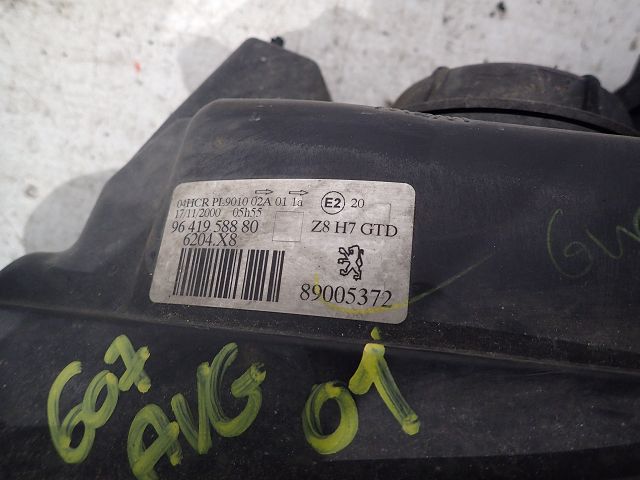 04HCR PL9010 02A 01 1a
17/11/2000 05h55
E2 20
96 419 588 80
Z8 H7 GTD
6204.X8
89005372
607
AVG 01